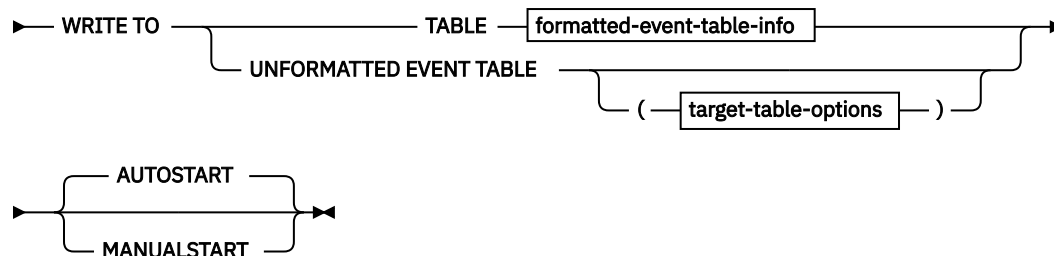 WRITE TO TABLE formatted-event-table-info
UNFORMATTED EVENT TABLE
( target-table-options )
AUTOSTART
MANUALSTART